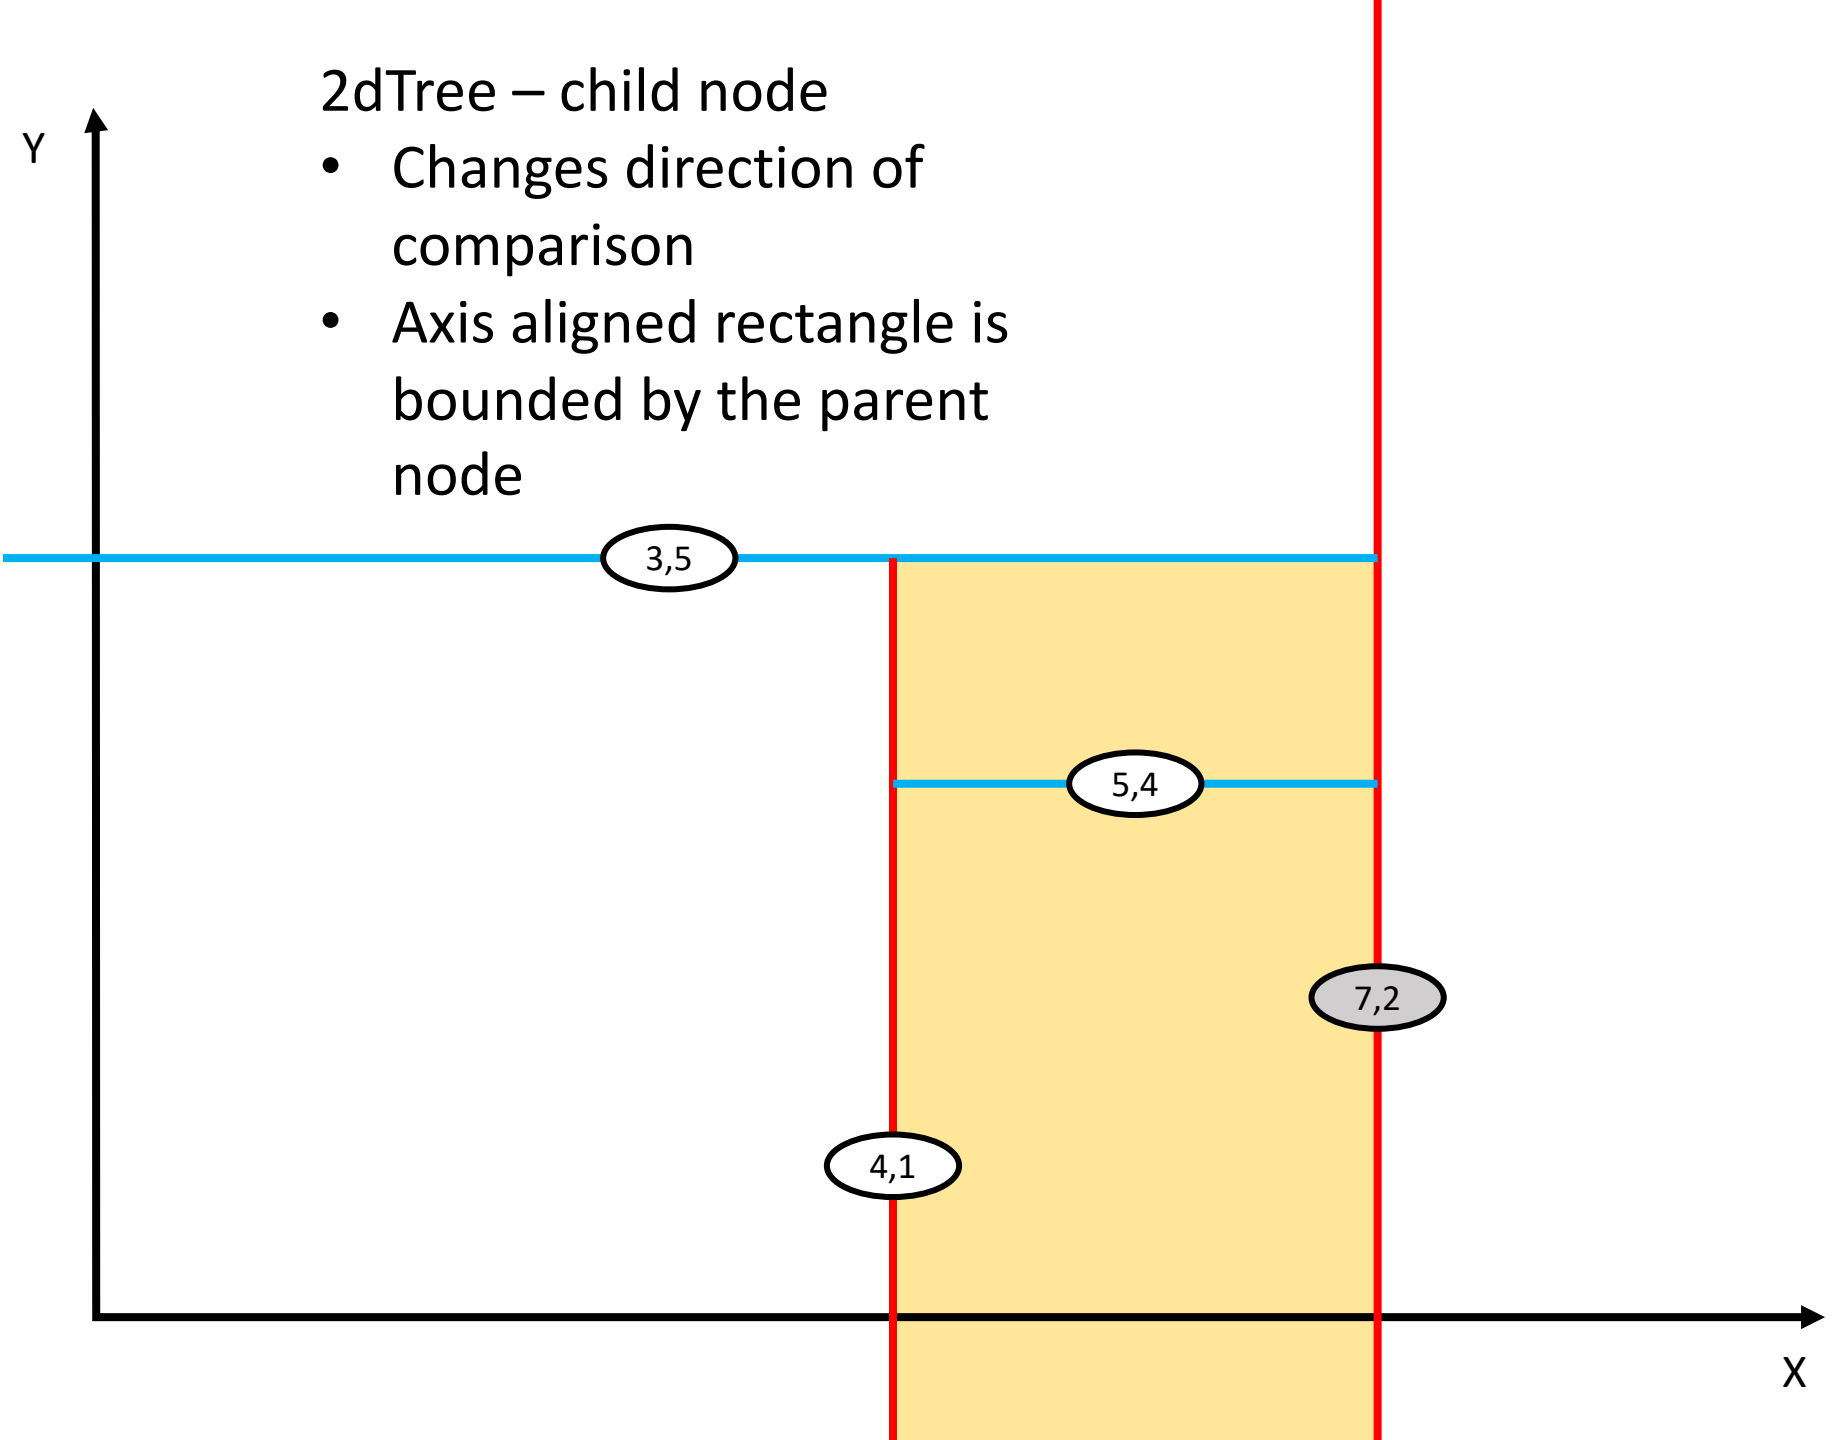 2dTree – child node
Y
• Changes direction of
comparison
• Axis aligned rectangle is
bounded by the parent
node
3,5
5,4
7,2
4,1
X